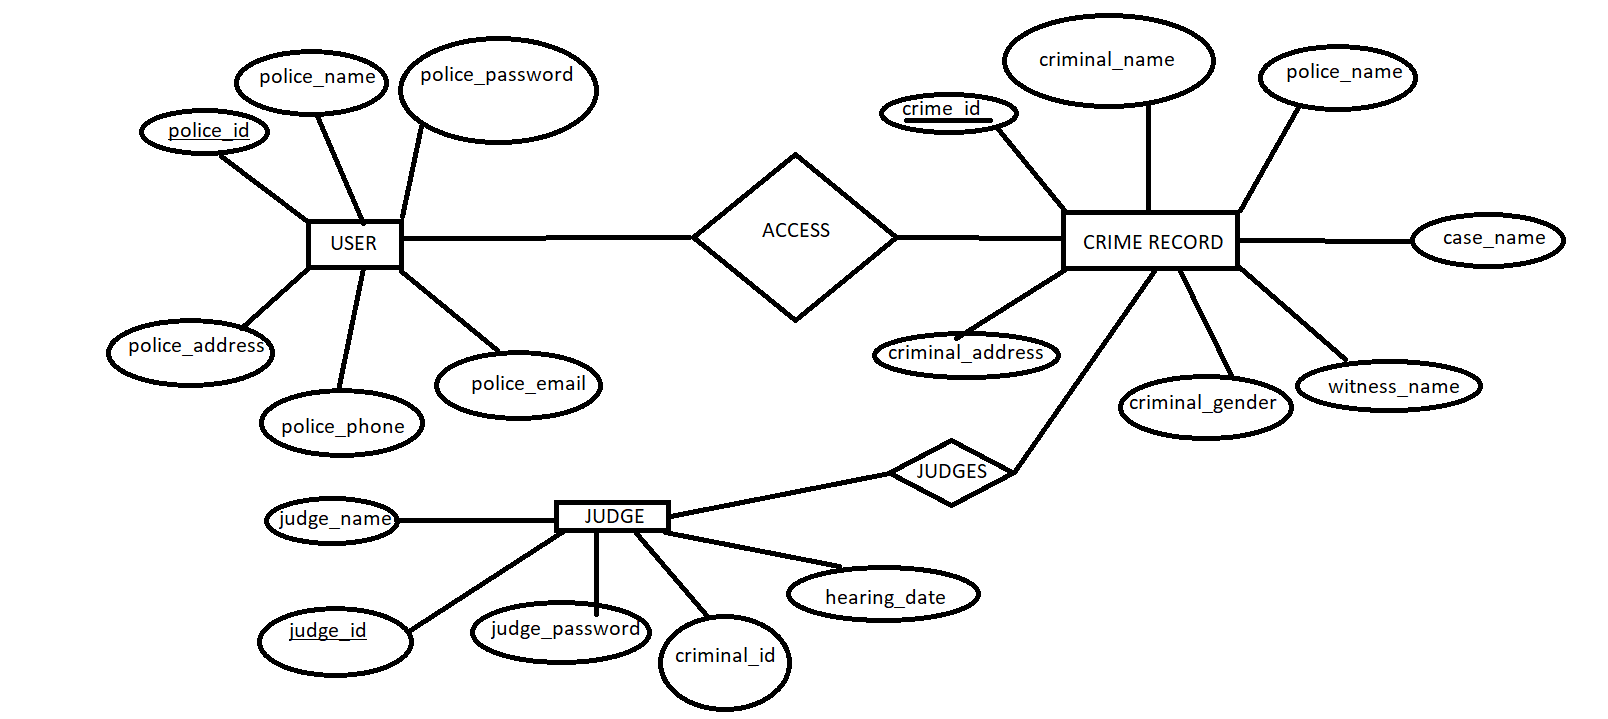 police_name
police_password
police_id
USER
police_address
police_phone
police_email
ACCESS
criminal_name
police_name
crime_id
CRIME RECORD
case_name
criminal_address
criminal_gender
witness_name
JUDGES
JUDGE
judge_name
judge_id
judge_password
criminal_id
hearing_date